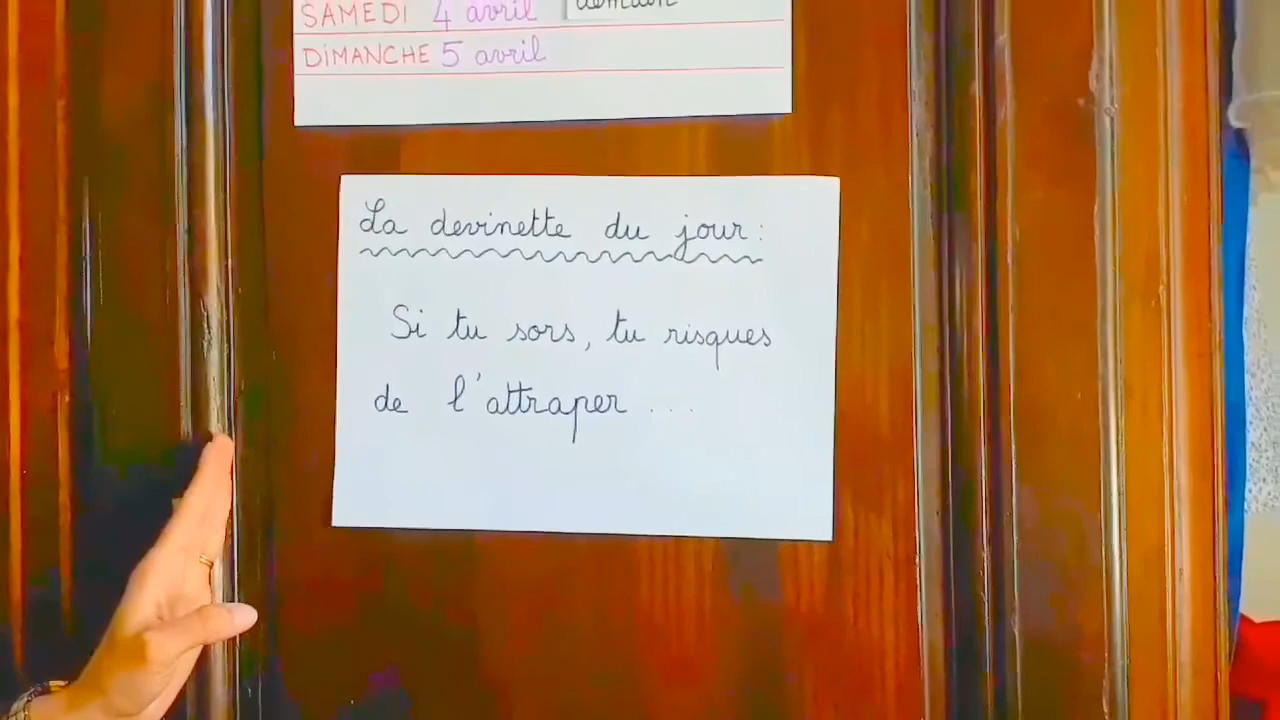 SAMEDI 4 avril
DIMANCHE 5 avril
La devinette du jour :
Si tu sors, tu risques
de l'attraper ...